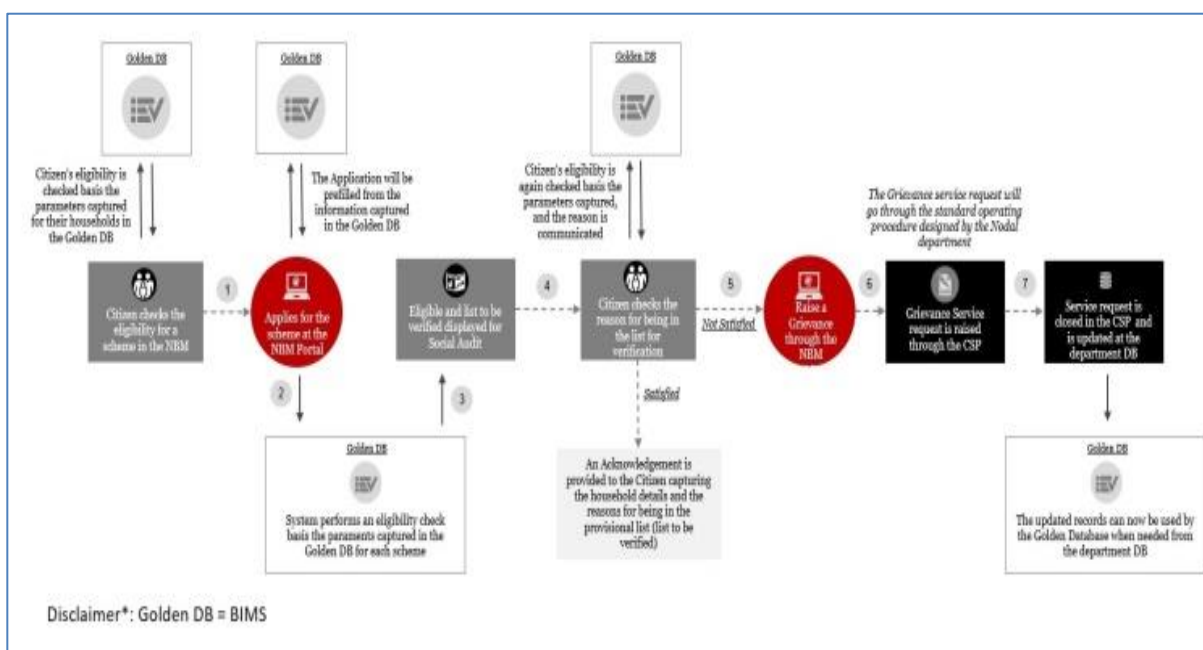 Golden DB
Golden DB
Golden DB
Citizen's eligibility is
checked basis the
parameters captured
for their households in
the Golden DB
The Application will be
prefilled from the
information captured
in the Golden DB
Citizen's eligibility is
again checked basis the
parameters captured,
and the reason is
communicated
The Grievance service request will
go through the standard operating
procedure designed by the Nodal
department
Citizen checks the
eligibility for a
scheme in the NBM
1
Applies for the
scheme at the
NBM Portal
Eligible and list to be
verified displayed for
Social Audit
4
Citizen checks the
reason for being in
the list for
verification
5
Not Satisfied
Raise a
Grievance
through the
NBM
6
Grievance Service
request is raised
through the CSP
7
Service request is
closed in the CSP and
is updated at the
department DB
2
3
Satisfied
Golden DB
System performs an eligibility check
basis the paraments captured in the
Golden DB for each scheme
An Acknowledgement is
provided to the Citizen capturing
the household details and the
reasons for being in the
provisional list (list to be
verified)
Golden DB
The updated records can now be used by
the Golden Database when needed from
the department DB
Disclaimer*: Golden DB = BIMS